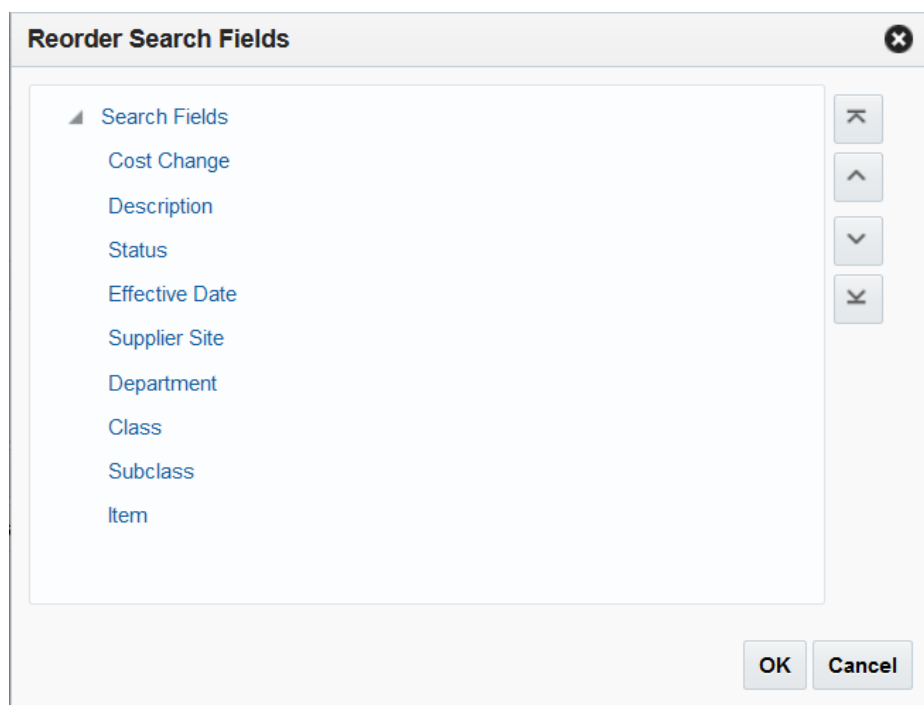 Reorder Search Fields
Search Fields
Cost Change
Description
Status
Effective Date
Supplier Site
Department
Class
Subclass
Item
OK Cancel